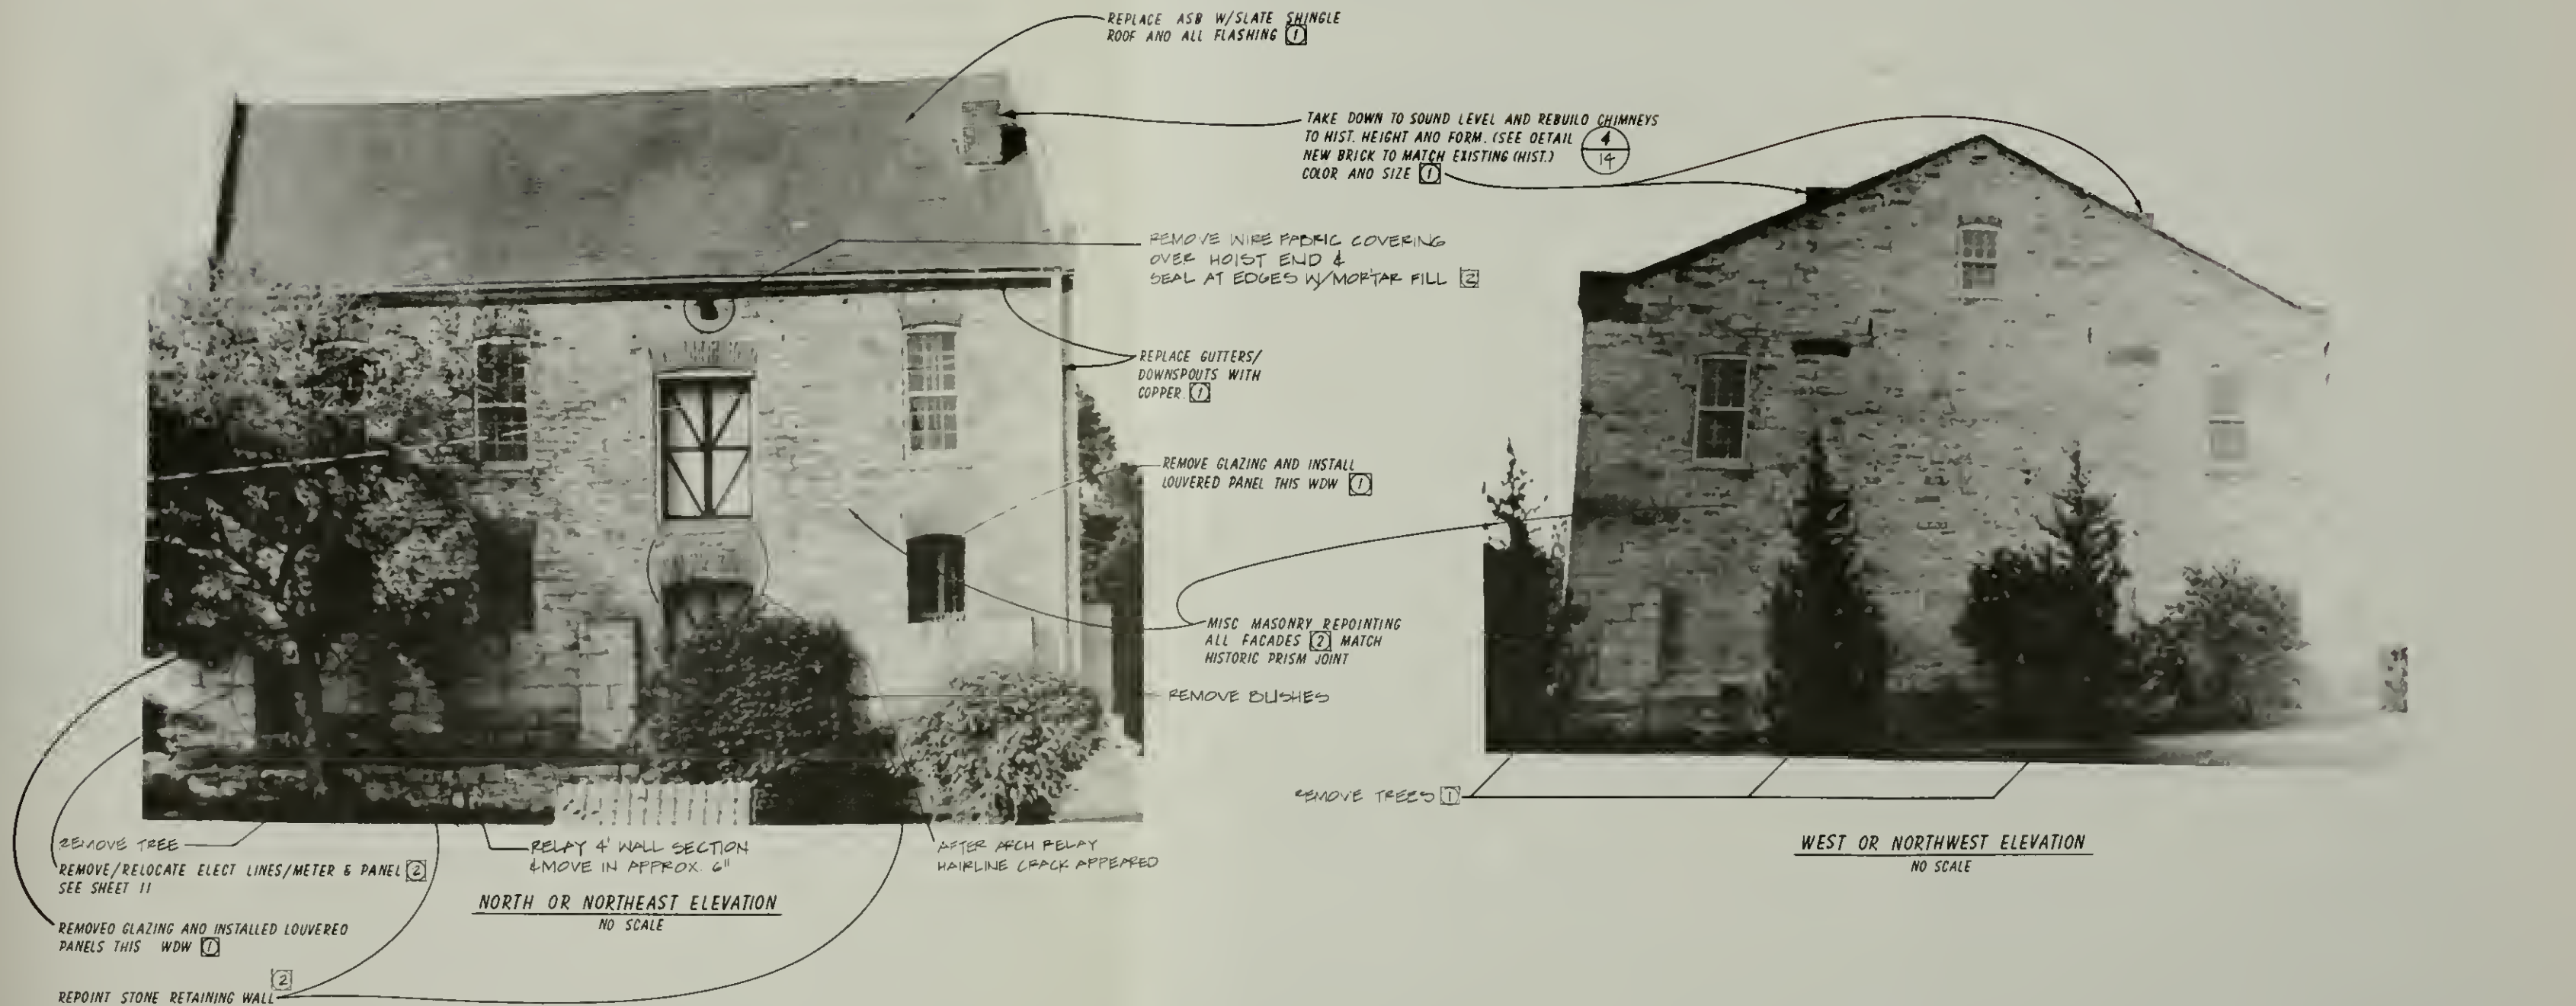 REPLACE ASB W/SLATE SHINGLE
ROOF AND ALL FLASHING 1
TAKE DOWN TO SOUND LEVEL AND REBUILD CHIMNEYS
TO HIST. HEIGHT AND FORM. (SEE DETAIL 4
14
NEW BRICK TO MATCH EXISTING (HIST.)
COLOR AND SIZE 1
REMOVE WIRE FABRIC COVERING
OVER HOIST END &
SEAL AT EDGES W/MORTAR FILL 2
REPLACE GUTTERS/
DOWNSPOUTS WITH
COPPER. 1
REMOVE GLAZING AND INSTALL
LOUVERED PANEL THIS WDW 1
MISC MASONRY REPOINTING
ALL FACADES 2 MATCH
HISTORIC PRISM JOINT
REMOVE BUSHES
REMOVE TREES 1
WEST OR NORTHWEST ELEVATION
NO SCALE
REMOVE TREE
REMOVE/RELOCATE ELECT LINES/METER & PANEL 2
SEE SHEET 11
RELAY 4' WALL SECTION
& MOVE IN APPROX. 6"
AFTER ARCH RELAY
HAIRLINE CRACK APPEARED
NORTH OR NORTHEAST ELEVATION
NO SCALE
REMOVED GLAZING AND INSTALLED LOUVERED
PANELS THIS WDW 1
2
REPOINT STONE RETAINING WALL